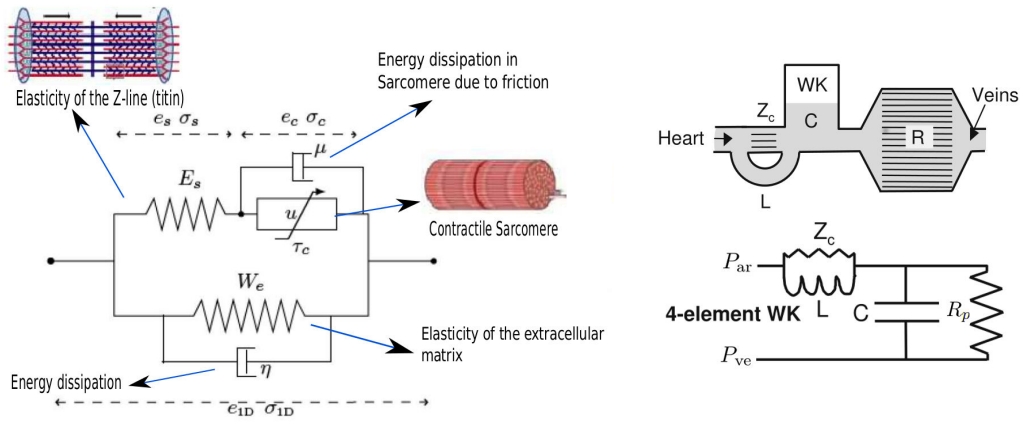 Elasticity of the Z-line (titin)
Energy dissipation in
Sarcomere due to friction
e_s σ_s
e_c σ_c
μ
E_s
u
τ_c
Contractile Sarcomere
W_e
Elasticity of the extracellular
matrix
η
Energy dissipation
e_1D σ_1D
WK
Veins
Z_c
C
Heart
R
L
Z_c
P_ar
L
C
R_p
4-element WK
P_ve